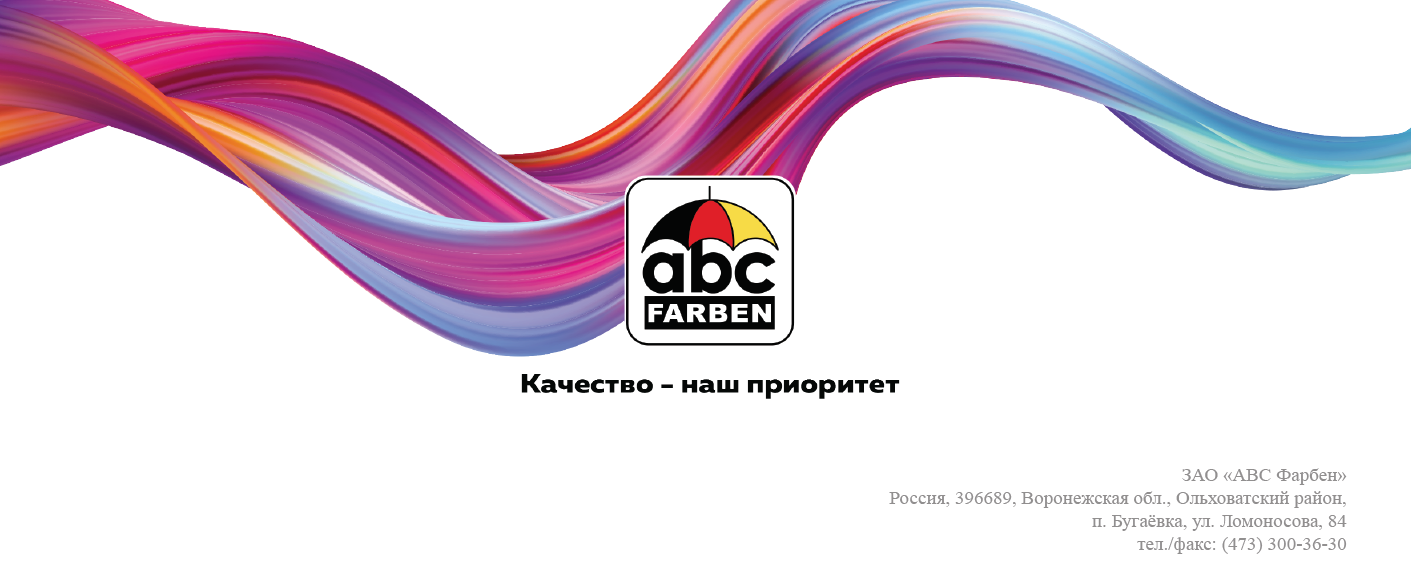 abc
FARBEN
Качество – наш приоритет
ЗАО «АВС Фарбен»
Россия, 396689, Воронежская обл., Ольховатский район,
п. Бугаёвка, ул. Ломоносова, 84
тел./факс: (473) 300-36-30